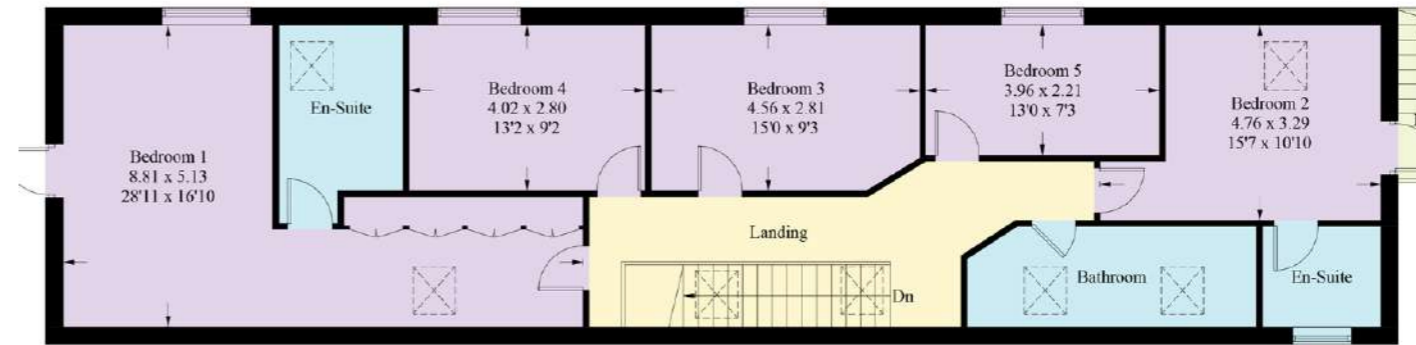 Bedroom 1
8.81 x 5.13
28'11 x 16'10
En-Suite
Bedroom 4
4.02 x 2.80
13'2 x 9'2
Bedroom 3
4.56 x 2.81
15'0 x 9'3
Bedroom 5
3.96 x 2.21
13'0 x 7'3
Bedroom 2
4.76 x 3.29
15'7 x 10'10
Landing
Dn
Bathroom
En-Suite